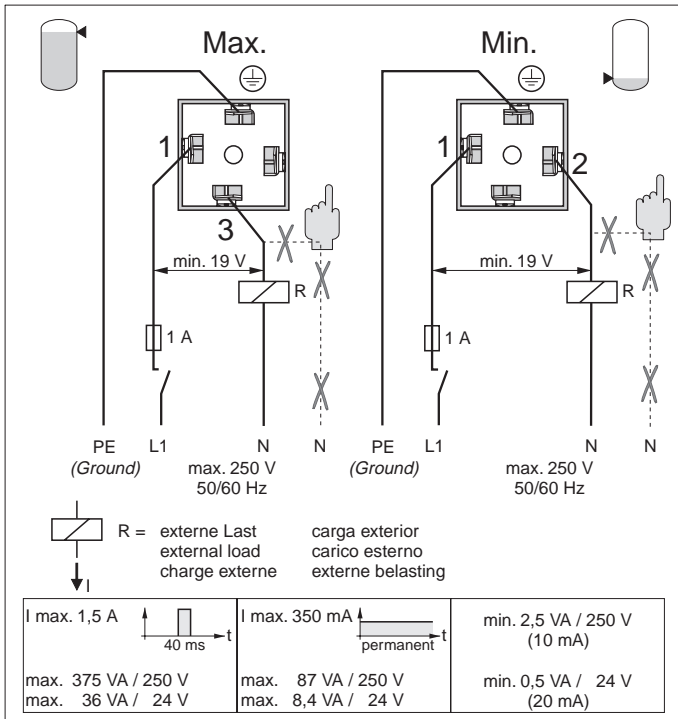 Max.
1
3
min. 19 V
R
1 A
PE
(Ground)
L1
N
N
max. 250 V
50/60 Hz
Min.
1
2
min. 19 V
R
1 A
PE
(Ground)
L1
N
N
max. 250 V
50/60 Hz
R = externe Last carga exterior
external load carico esterno
charge externe externe belasting
I
I max. 1,5 A
t
40 ms
max. 375 VA / 250 V
max. 36 VA / 24 V
I max. 350 mA
t
permanent
max. 87 VA / 250 V
max. 8,4 VA / 24 V
min. 2,5 VA / 250 V
(10 mA)
min. 0,5 VA / 24 V
(20 mA)